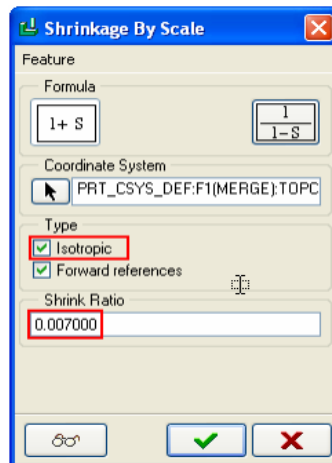 Shrinkage By Scale
Feature
Formula
1+ S
1
1-S
Coordinate System
PRT_CSYS_DEF:F1(MERGE):TOPC
Type
Isotropic
Forward references
Shrink Ratio
0.007000